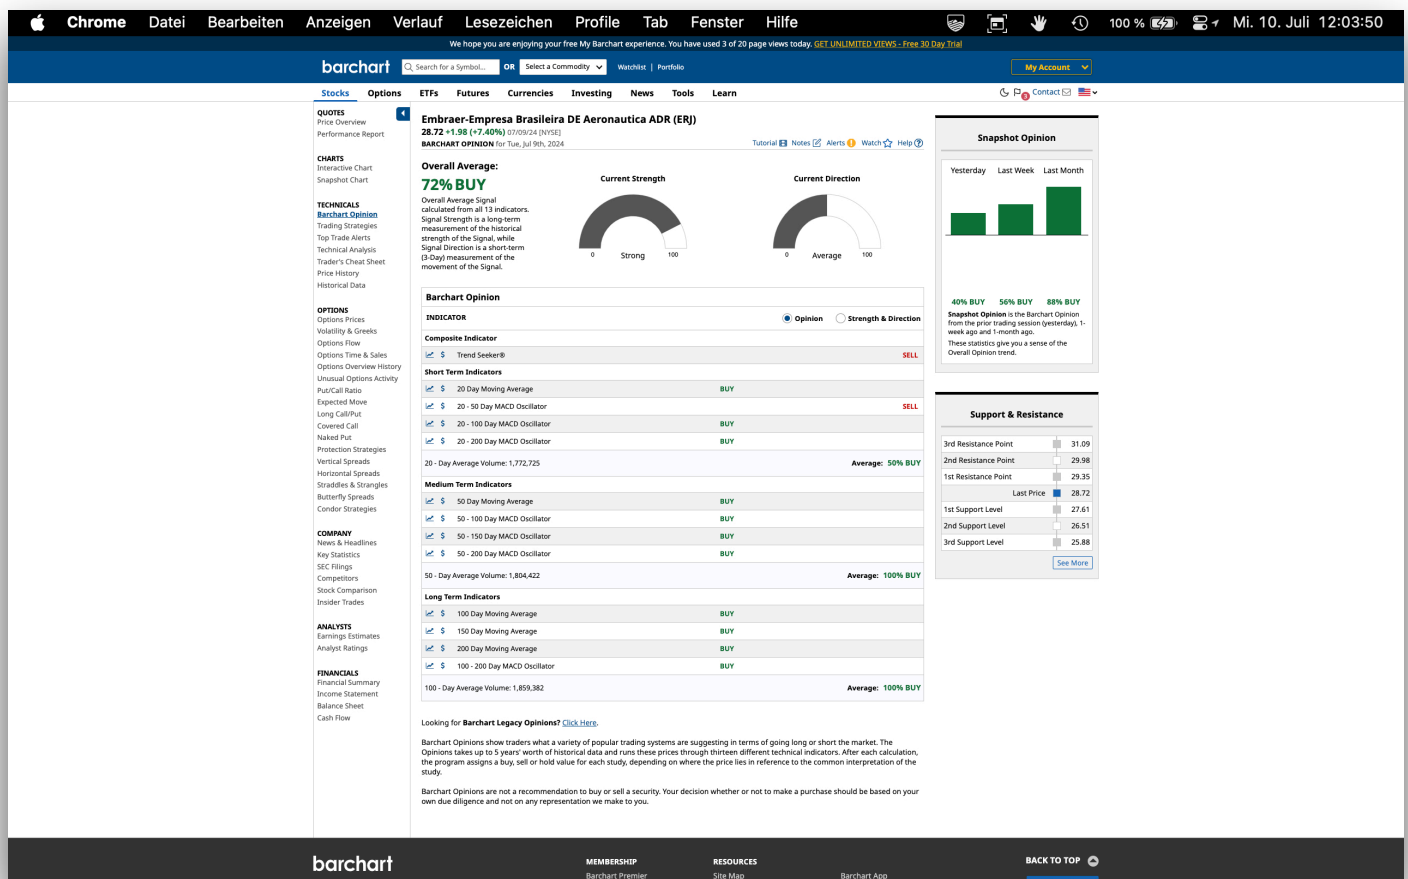 Chrome Datei Bearbeiten Anzeigen Verlauf Lesezeichen Profile Tab Fenster Hilfe 100 % Mi. 10. Juli 12:03:50
We hope you are enjoying your free My Barchart experience. You have used 3 of 20 page views today. GET UNLIMITED VIEWS - Free 30 Day Trial
barchart Search for a Symbol... OR Select a Commodity Watchlist | Portfolio My Account
Stocks Options ETFs Futures Currencies Investing News Tools Learn 3 Contact
QUOTES
Price Overview
Performance Report
CHARTS
Interactive Chart
Snapshot Chart
TECHNICALS
Barchart Opinion
Trading Strategies
Top Trade Alerts
Technical Analysis
Trader's Cheat Sheet
Price History
Historical Data
OPTIONS
Options Prices
Volatility & Greeks
Options Flow
Options Time & Sales
Options Overview History
Unusual Options Activity
Put/Call Ratio
Expected Move
Long Call/Put
Covered Call
Naked Put
Protection Strategies
Vertical Spreads
Horizontal Spreads
Straddles & Strangles
Butterfly Spreads
Condor Strategies
COMPANY
News & Headlines
Key Statistics
SEC Filings
Competitors
Stock Comparison
Insider Trades
ANALYSTS
Earnings Estimates
Analyst Ratings
FINANCIALS
Financial Summary
Income Statement
Balance Sheet
Cash Flow
Embraer-Empresa Brasileira DE Aeronautica ADR (ERJ)
28.72 +1.98 (+7.40%) 07/09/24 [NYSE]
BARCHART OPINION for Tue, Jul 9th, 2024 Tutorial Notes Alerts Watch Help
Overall Average:
72% BUY
Overall Average Signal
calculated from all 13 indicators.
Signal Strength is a long-term
measurement of the historical
strength of the Signal, while
Signal Direction is a short-term
(3-Day) measurement of the
movement of the Signal.
Current Strength
0 Strong 100
Current Direction
0 Average 100
Barchart Opinion
INDICATOR Opinion Strength & Direction
Composite Indicator
$ Trend Seeker® SELL
Short Term Indicators
$ 20 Day Moving Average BUY
$ 20 - 50 Day MACD Oscillator SELL
$ 20 - 100 Day MACD Oscillator BUY
$ 20 - 200 Day MACD Oscillator BUY
20 - Day Average Volume: 1,772,725 Average: 50% BUY
Medium Term Indicators
$ 50 Day Moving Average BUY
$ 50 - 100 Day MACD Oscillator BUY
$ 50 - 150 Day MACD Oscillator BUY
$ 50 - 200 Day MACD Oscillator BUY
50 - Day Average Volume: 1,804,422 Average: 100% BUY
Long Term Indicators
$ 100 Day Moving Average BUY
$ 150 Day Moving Average BUY
$ 200 Day Moving Average BUY
$ 100 - 200 Day MACD Oscillator BUY
100 - Day Average Volume: 1,859,382 Average: 100% BUY
Looking for Barchart Legacy Opinions? Click Here.
Barchart Opinions show traders what a variety of popular trading systems are suggesting in terms of going long or short the market. The
Opinions takes up to 5 years' worth of historical data and runs these prices through thirteen different technical indicators. After each calculation,
the program assigns a buy, sell or hold value for each study, depending on where the price lies in reference to the common interpretation of the
study.
Barchart Opinions are not a recommendation to buy or sell a security. Your decision whether or not to make a purchase should be based on your
own due diligence and not on any representation we make to you.
Snapshot Opinion
Yesterday Last Week Last Month
40% BUY 56% BUY 88% BUY
Snapshot Opinion is the Barchart Opinion
from the prior trading session (yesterday), 1-
week ago and 1-month ago.
These statistics give you a sense of the
Overall Opinion trend.
Support & Resistance
3rd Resistance Point 31.09
2nd Resistance Point 29.98
1st Resistance Point 29.35
Last Price 28.72
1st Support Level 27.61
2nd Support Level 26.51
3rd Support Level 25.88
See More
barchart MEMBERSHIP RESOURCES BACK TO TOP
Barchart Premier Site Map Barchart App